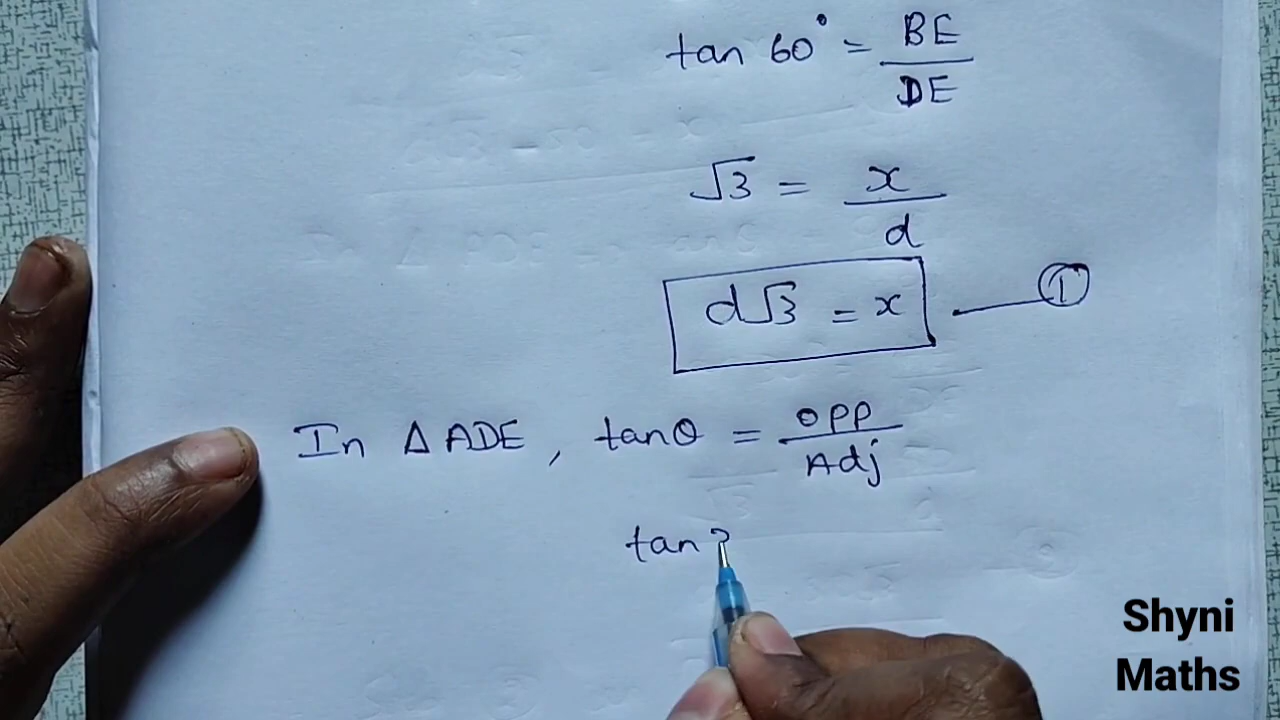 tan 60° = BE/DE
√3 = x/d
d√3 = x — ①
In Δ ADE, tanθ = opp/Adj
tan
Shyni
Maths